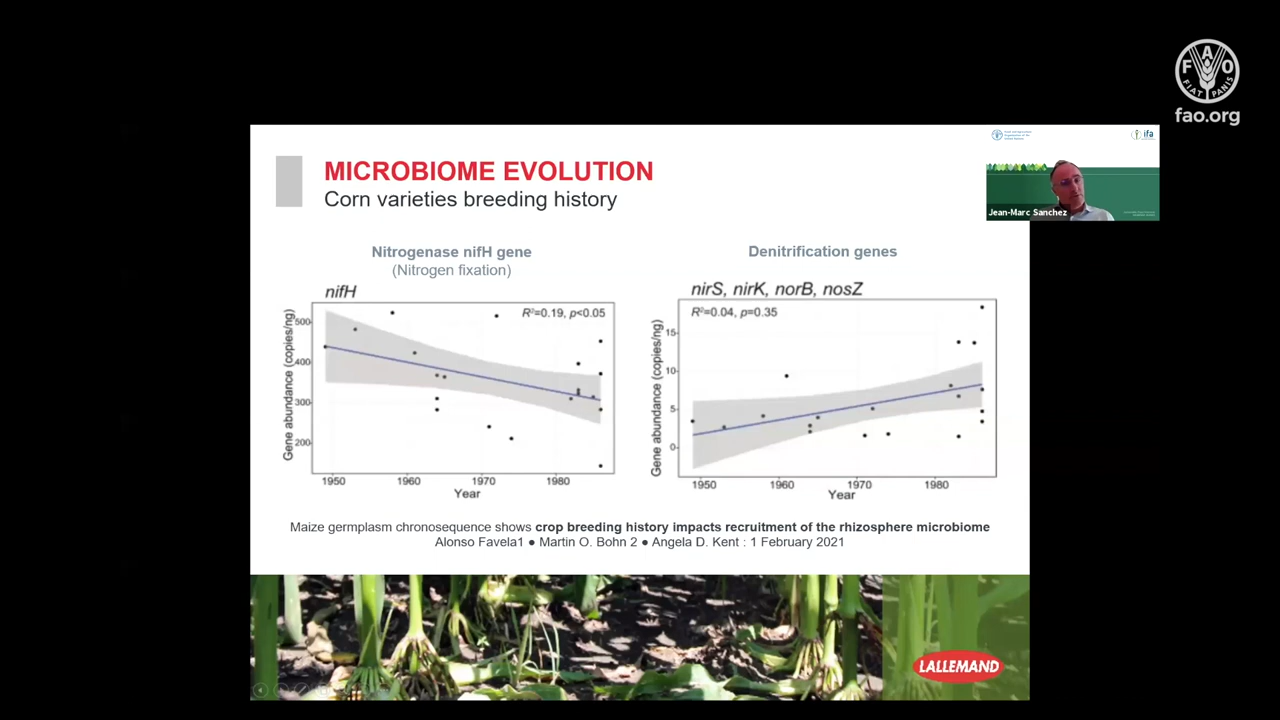 FAO
FIAT PANIS
fao.org
ifa
Jean-Marc Sanchez
MICROBIOME EVOLUTION
Corn varieties breeding history
Nitrogenase nifH gene
(Nitrogen fixation)
nifH
R²=0.19, p<0.05
Gene abundance (copies/ng)
500
400
300
200
1950 1960 1970 1980
Year
Denitrification genes
nirS, nirK, norB, nosZ
R²=0.04, p=0.35
Gene abundance (copies/ng)
15
10
5
0
1950 1960 1970 1980
Year
Maize germplasm chronosequence shows crop breeding history impacts recruitment of the rhizosphere microbiome
Alonso Favela1 ● Martin O. Bohn 2 ● Angela D. Kent : 1 February 2021
LALLEMAND